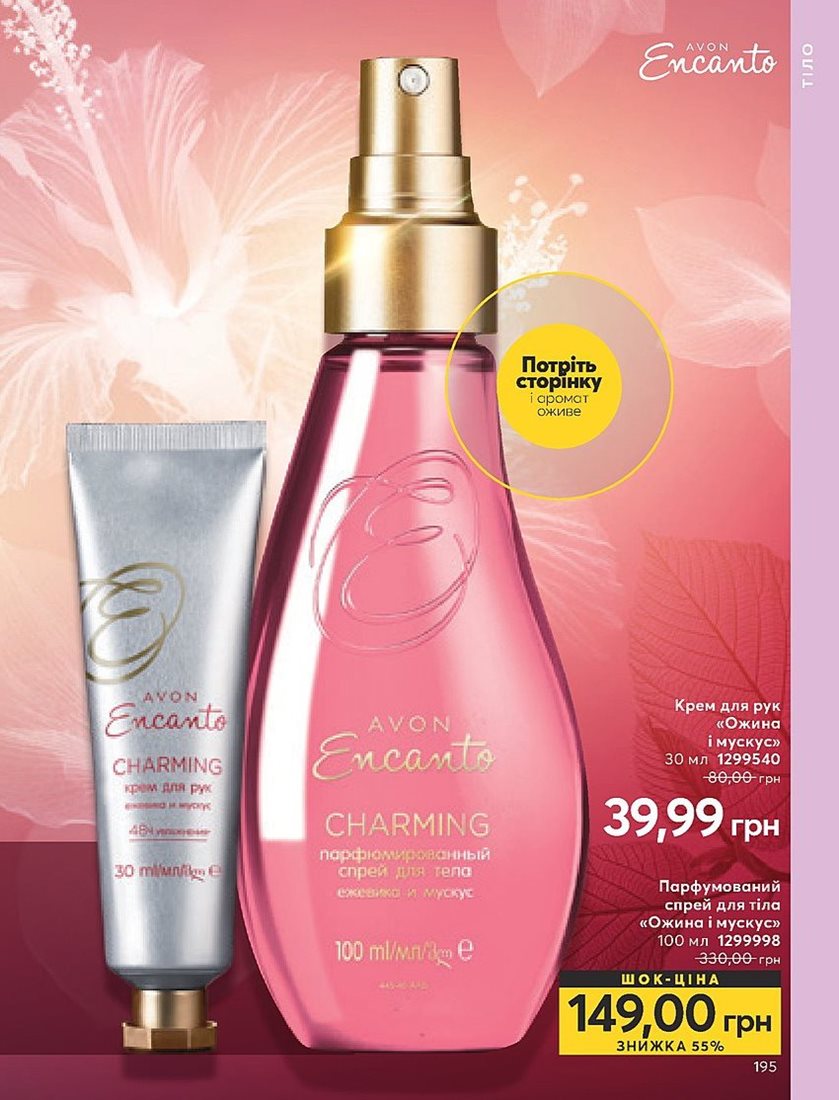 AVON
Encanto
ТІЛО
Потріть
сторінку
і аромат
оживе
AVON
Encanto
CHARMING
крем для рук
ежевика и мускус
48ч увлажнение
30 ml/мл/
AVON
Encanto
CHARMING
парфюмированный
спрей для тела
ежевика и мускус
100 ml/мл/
Крем для рук
«Ожина
і мускус»
30 мл 1299540
80,00 грн
39,99 грн
Парфумований
спрей для тіла
«Ожина і мускус»
100 мл 1299998
330,00 грн
ШОК-ЦІНА
149,00 грн
ЗНИЖКА 55%
195